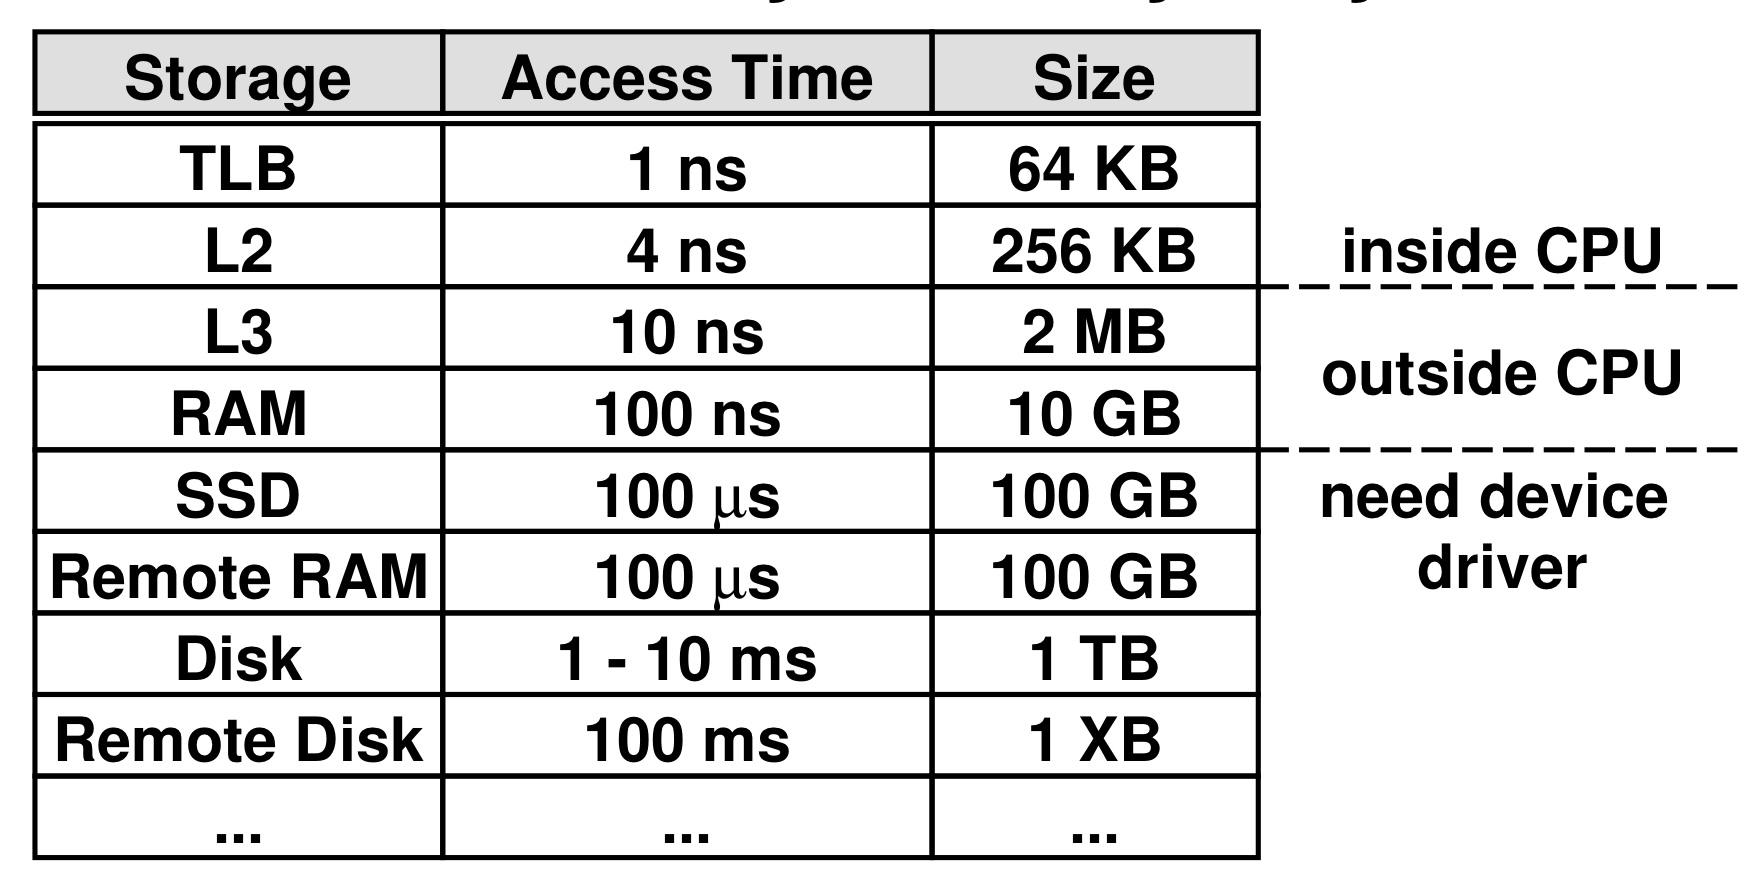 Storage Access Time Size
TLB 1 ns 64 KB
L2 4 ns 256 KB inside CPU
L3 10 ns 2 MB
outside CPU
RAM 100 ns 10 GB
SSD 100 μs 100 GB need device
driver
Remote RAM 100 μs 100 GB
Disk 1 - 10 ms 1 TB
Remote Disk 100 ms 1 XB
... ... ...